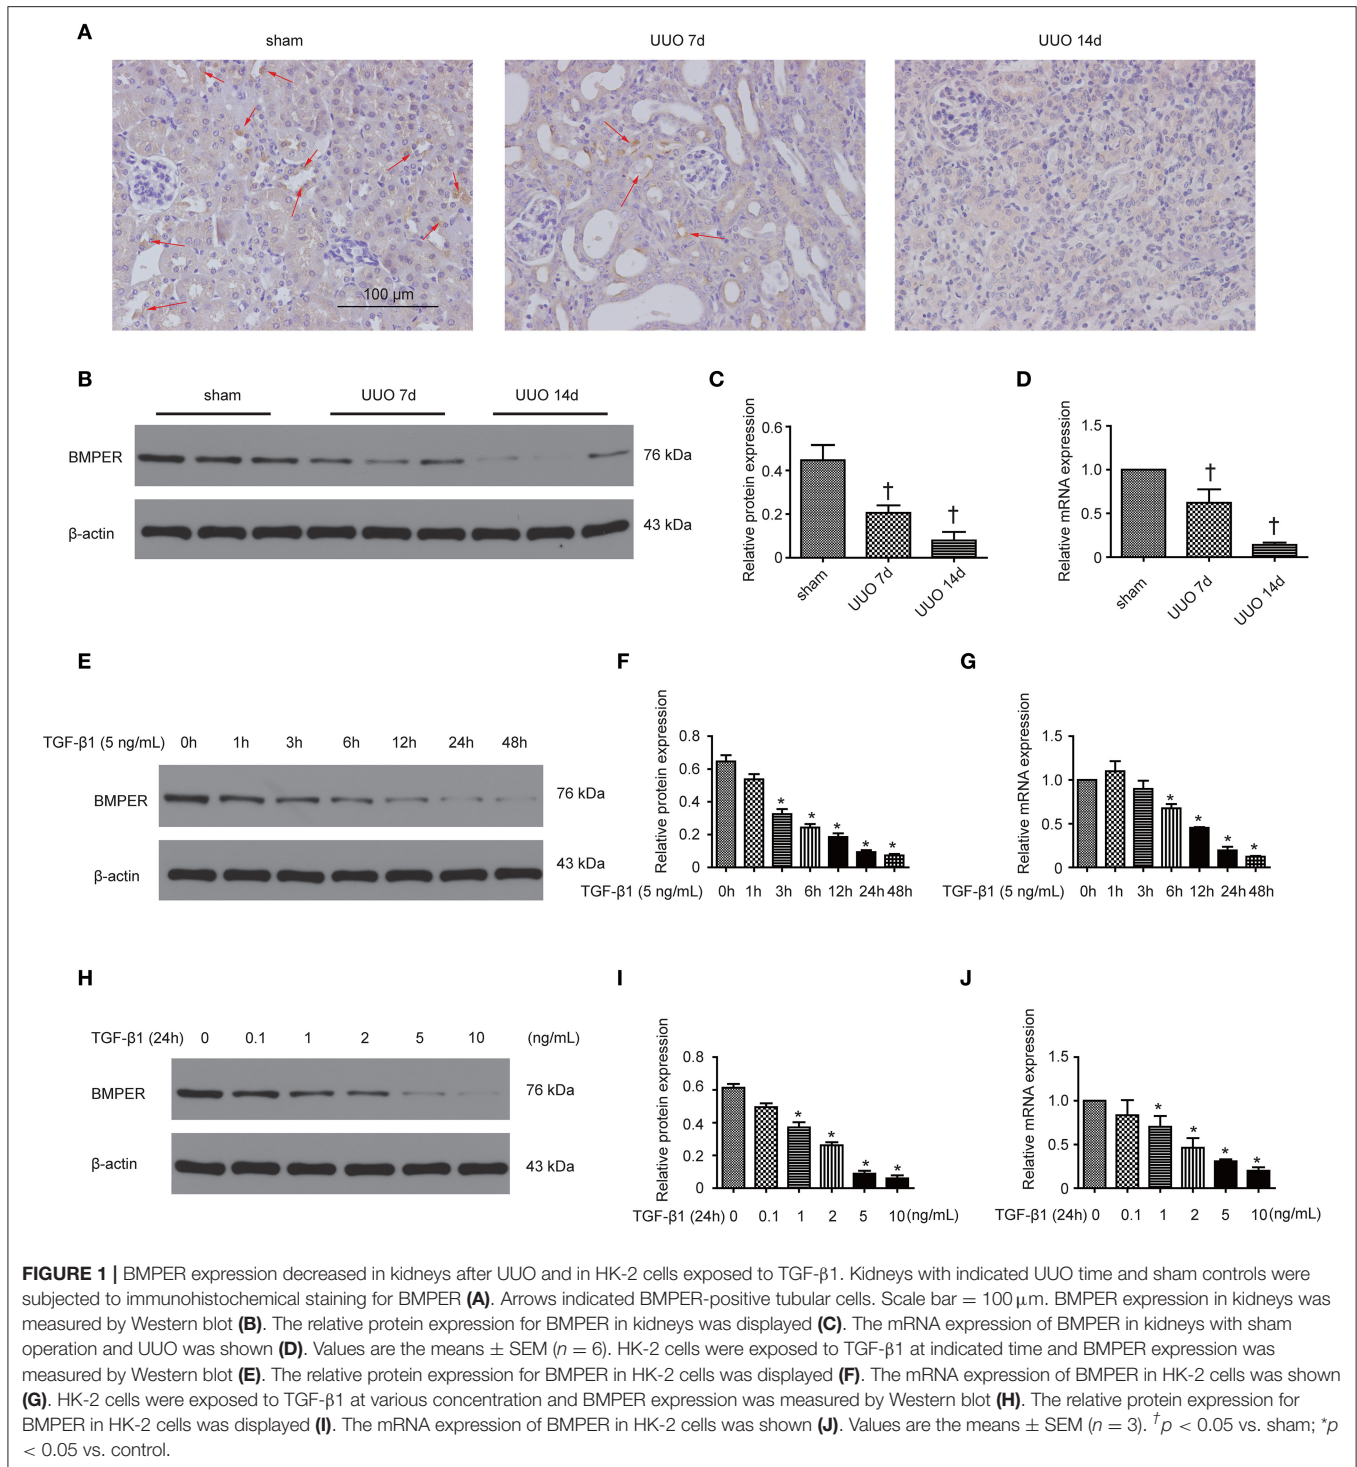 A
sham
UUO 7d
UUO 14d
100 μm
B
sham
UUO 7d
UUO 14d
BMPER
76 kDa
β-actin
43 kDa
C
Relative protein expression
0.6
0.4
0.2
0
†
†
sham
UUO 7d
UUO 14d
D
Relative mRNA expression
1.5
1.0
0.5
0
†
†
sham
UUO 7d
UUO 14d
E
TGF-β1 (5 ng/mL) 0h 1h 3h 6h 12h 24h 48h
BMPER
76 kDa
β-actin
43 kDa
F
Relative protein expression
0.8
0.6
0.4
0.2
0
* * * * *
TGF-β1 (5 ng/mL) 0h 1h 3h 6h 12h 24h 48h
G
Relative mRNA expression
1.5
1.0
0.5
0
* * * *
TGF-β1 (5 ng/mL) 0h 1h 3h 6h 12h 24h 48h
H
TGF-β1 (24h) 0 0.1 1 2 5 10 (ng/mL)
BMPER
76 kDa
β-actin
43 kDa
I
Relative protein expression
0.8
0.6
0.4
0.2
0
* * * *
TGF-β1 (24h) 0 0.1 1 2 5 10 (ng/mL)
J
Relative mRNA expression
1.5
1.0
0.5
0
* * * *
TGF-β1 (24h) 0 0.1 1 2 5 10 (ng/mL)
FIGURE 1 | BMPER expression decreased in kidneys after UUO and in HK-2 cells exposed to TGF-β1. Kidneys with indicated UUO time and sham controls were
subjected to immunohistochemical staining for BMPER (A). Arrows indicated BMPER-positive tubular cells. Scale bar = 100 μm. BMPER expression in kidneys was
measured by Western blot (B). The relative protein expression for BMPER in kidneys was displayed (C). The mRNA expression of BMPER in kidneys with sham
operation and UUO was shown (D). Values are the means ± SEM (n = 6). HK-2 cells were exposed to TGF-β1 at indicated time and BMPER expression was
measured by Western blot (E). The relative protein expression for BMPER in HK-2 cells was displayed (F). The mRNA expression of BMPER in HK-2 cells was shown
(G). HK-2 cells were exposed to TGF-β1 at various concentration and BMPER expression was measured by Western blot (H). The relative protein expression for
BMPER in HK-2 cells was displayed (I). The mRNA expression of BMPER in HK-2 cells was shown (J). Values are the means ± SEM (n = 3). †p < 0.05 vs. sham; *p
< 0.05 vs. control.